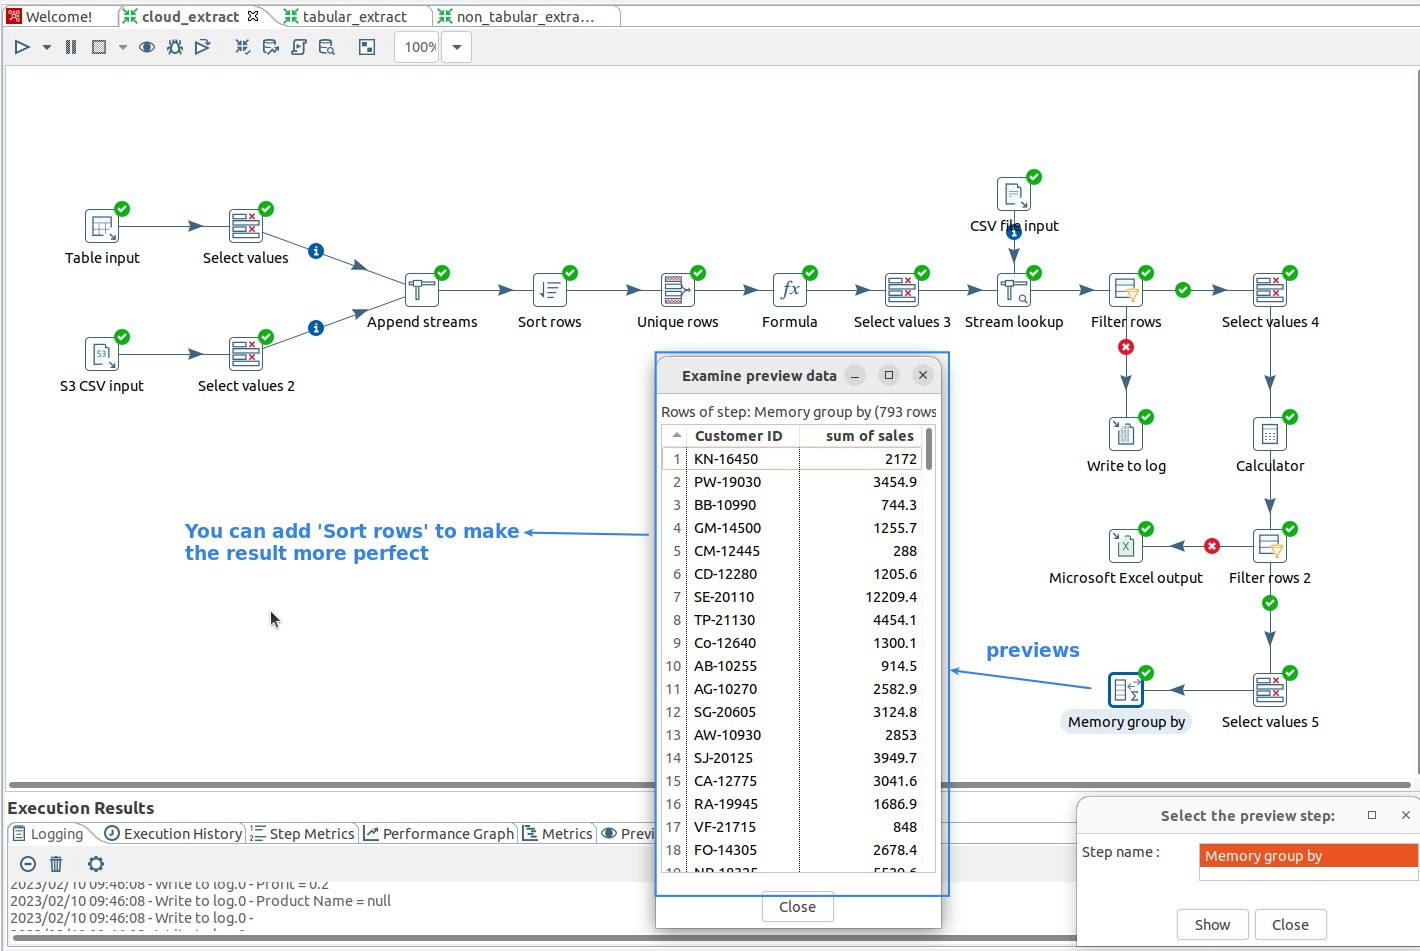 Welcome!
cloud_extract
tabular_extract
non_tabular_extra...
100%
CSV file input
Table input
Select values
Append streams
Sort rows
Unique rows
Formula
Select values 3
Stream lookup
Filter rows
Select values 4
S3
S3 CSV input
Select values 2
Write to log
Calculator
Microsoft Excel output
Filter rows 2
Memory group by
Select values 5
You can add 'Sort rows' to make
the result more perfect
previews
Examine preview data
Rows of step: Memory group by (793 rows
Customer ID sum of sales
1 KN-16450 2172
2 PW-19030 3454.9
3 BB-10990 744.3
4 GM-14500 1255.7
5 CM-12445 288
6 CD-12280 1205.6
7 SE-20110 12209.4
8 TP-21130 4454.1
9 Co-12640 1300.1
10 AB-10255 914.5
11 AG-10270 2582.9
12 SG-20605 3124.8
13 AW-10930 2853
14 SJ-20125 3949.7
15 CA-12775 3041.6
16 RA-19945 1686.9
17 VF-21715 848
18 FO-14305 2678.4
Close
Execution Results
Logging Execution History Step Metrics Performance Graph Metrics Previ
2023/02/10 09:46:08 - Write to log.0 - Profit = 0.2
2023/02/10 09:46:08 - Write to log.0 - Product Name = null
2023/02/10 09:46:08 - Write to log.0 -
Select the preview step:
Step name :
Memory group by
Show
Close